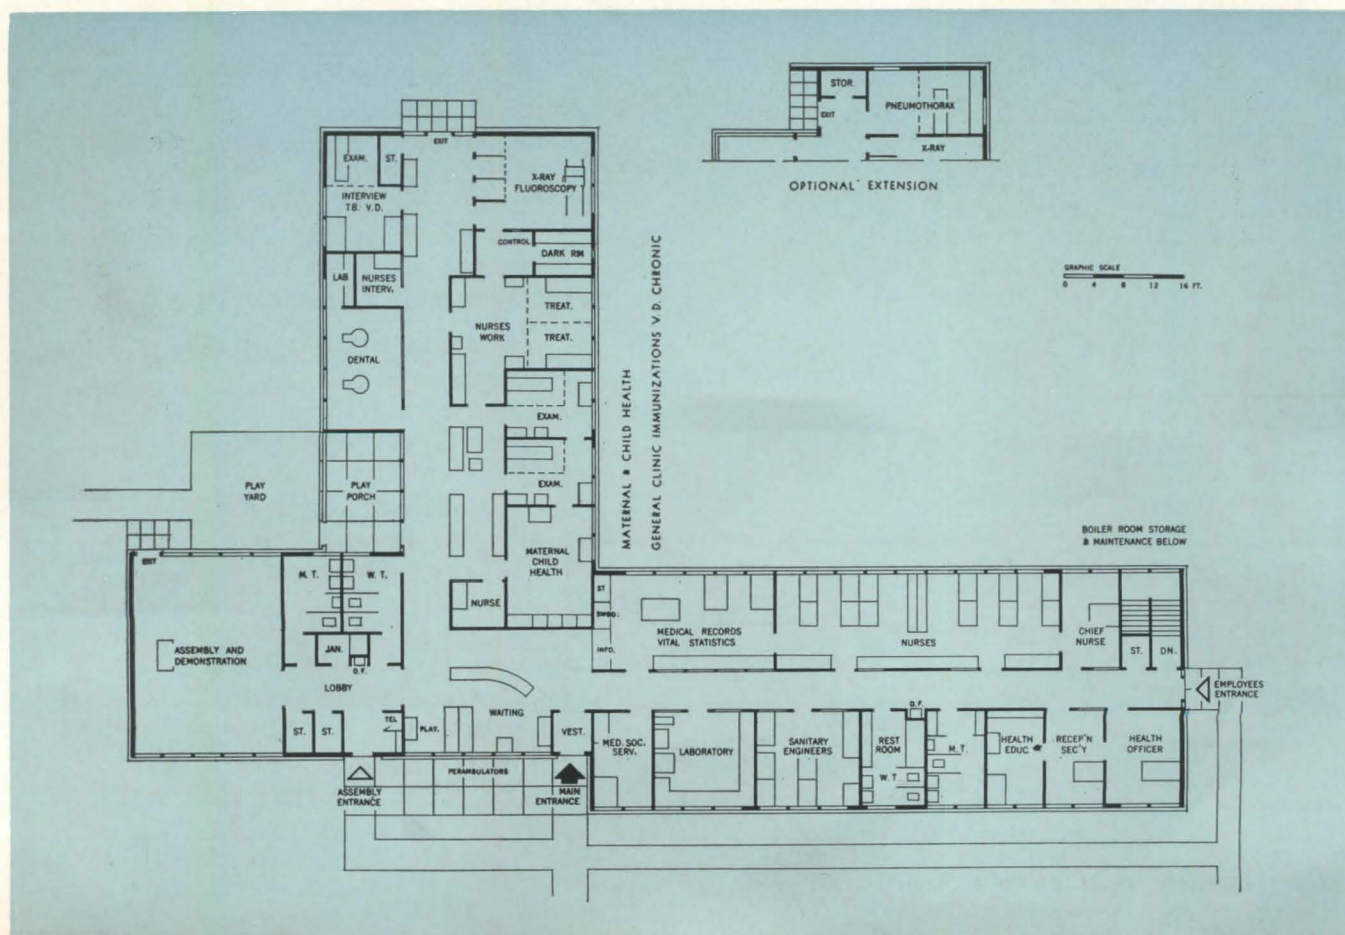 STOR.
PNEUMOTHORAX
EXIT
X-RAY
OPTIONAL EXTENSION
EXIT
EXAM.
ST.
X-RAY
FLUOROSCOPY
INTERVIEW
T.B. V.D.
CONTROL
DARK RM
LAB
NURSES
INTERV.
GRAPHIC SCALE
0 4 8 12 16 FT.
TREAT.
NURSES
WORK
TREAT.
DENTAL
EXAM.
MATERNAL & CHILD HEALTH
GENERAL CLINIC IMMUNIZATIONS V.D. CHRONIC
EXAM.
PLAY
YARD
PLAY
PORCH
BOILER ROOM STORAGE
& MAINTENANCE BELOW
EXIT
MATERNAL
CHILD
HEALTH
M.T.
W.T.
NURSE
ST
SWBD.
INFO.
MEDICAL RECORDS
VITAL STATISTICS
NURSES
CHIEF
NURSE
ST.
DN.
ASSEMBLY AND
DEMONSTRATION
JAN.
D.F.
LOBBY
EMPLOYEES
ENTRANCE
WAITING
TEL
PLAY.
ST.
ST.
VEST.
D.F.
MED. SOC.
SERV.
LABORATORY
SANITARY
ENGINEERS
REST
ROOM
W.T.
M.T.
HEALTH
EDUC
RECEP'N
SEC'Y
HEALTH
OFFICER
PERAMBULATORS
ASSEMBLY
ENTRANCE
MAIN
ENTRANCE